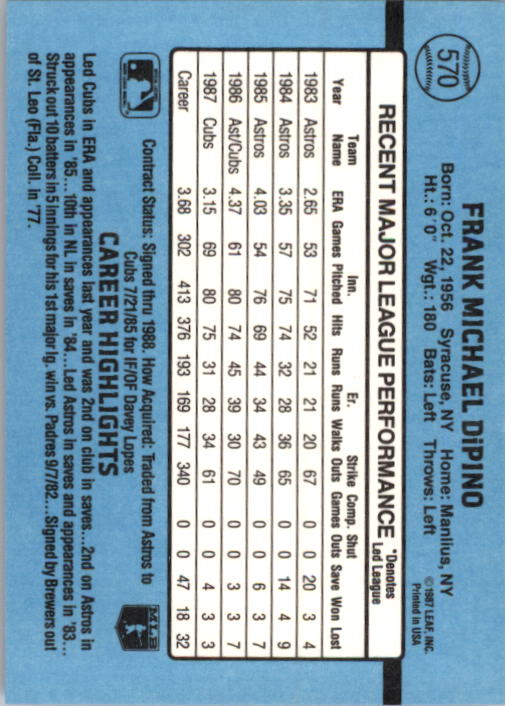 570
FRANK MICHAEL DiPINO
Born: Oct. 22, 1956 Syracuse, NY Home: Manlius, NY
Ht.: 6' 0" Wgt.: 180 Bats: Left Throws: Left
© 1987 LEAF, INC.
Printed in USA
RECENT MAJOR LEAGUE PERFORMANCE
*Denotes
Led League
Year Team Name ERA Games Inn. Pitched Hits Runs Er. Runs Walks Strike Outs Comp. Games Shut Outs Save Won Lost
1983 Astros 2.65 53 71 52 21 21 20 67 0 0 20 3 4
1984 Astros 3.35 57 75 74 32 28 36 65 0 0 14 4 9
1985 Astros 4.03 54 76 69 44 34 43 49 0 0 6 3 7
1986 Ast/Cubs 4.37 61 80 74 45 39 30 70 0 0 3 3 7
1987 Cubs 3.15 69 80 75 31 28 34 61 0 0 4 3 3
Career 3.68 302 413 376 193 169 177 340 0 0 47 18 32
Contract Status: Signed thru 1988. How Acquired: Traded from Astros to
Cubs 7/21/85 for IF/OF Davey Lopes
MLB
CAREER HIGHLIGHTS
Led Cubs in ERA and appearances last year and was 2nd on club in saves...2nd on Astros in
appearances in '85...10th in NL in saves in '84...Led Astros in saves and appearances in '83...
Struck out 10 batters in 5 innings for his 1st major lg. win vs. Padres 9/7/82...Signed by Brewers out
of St. Leo (Fla.) Coll. in '77.